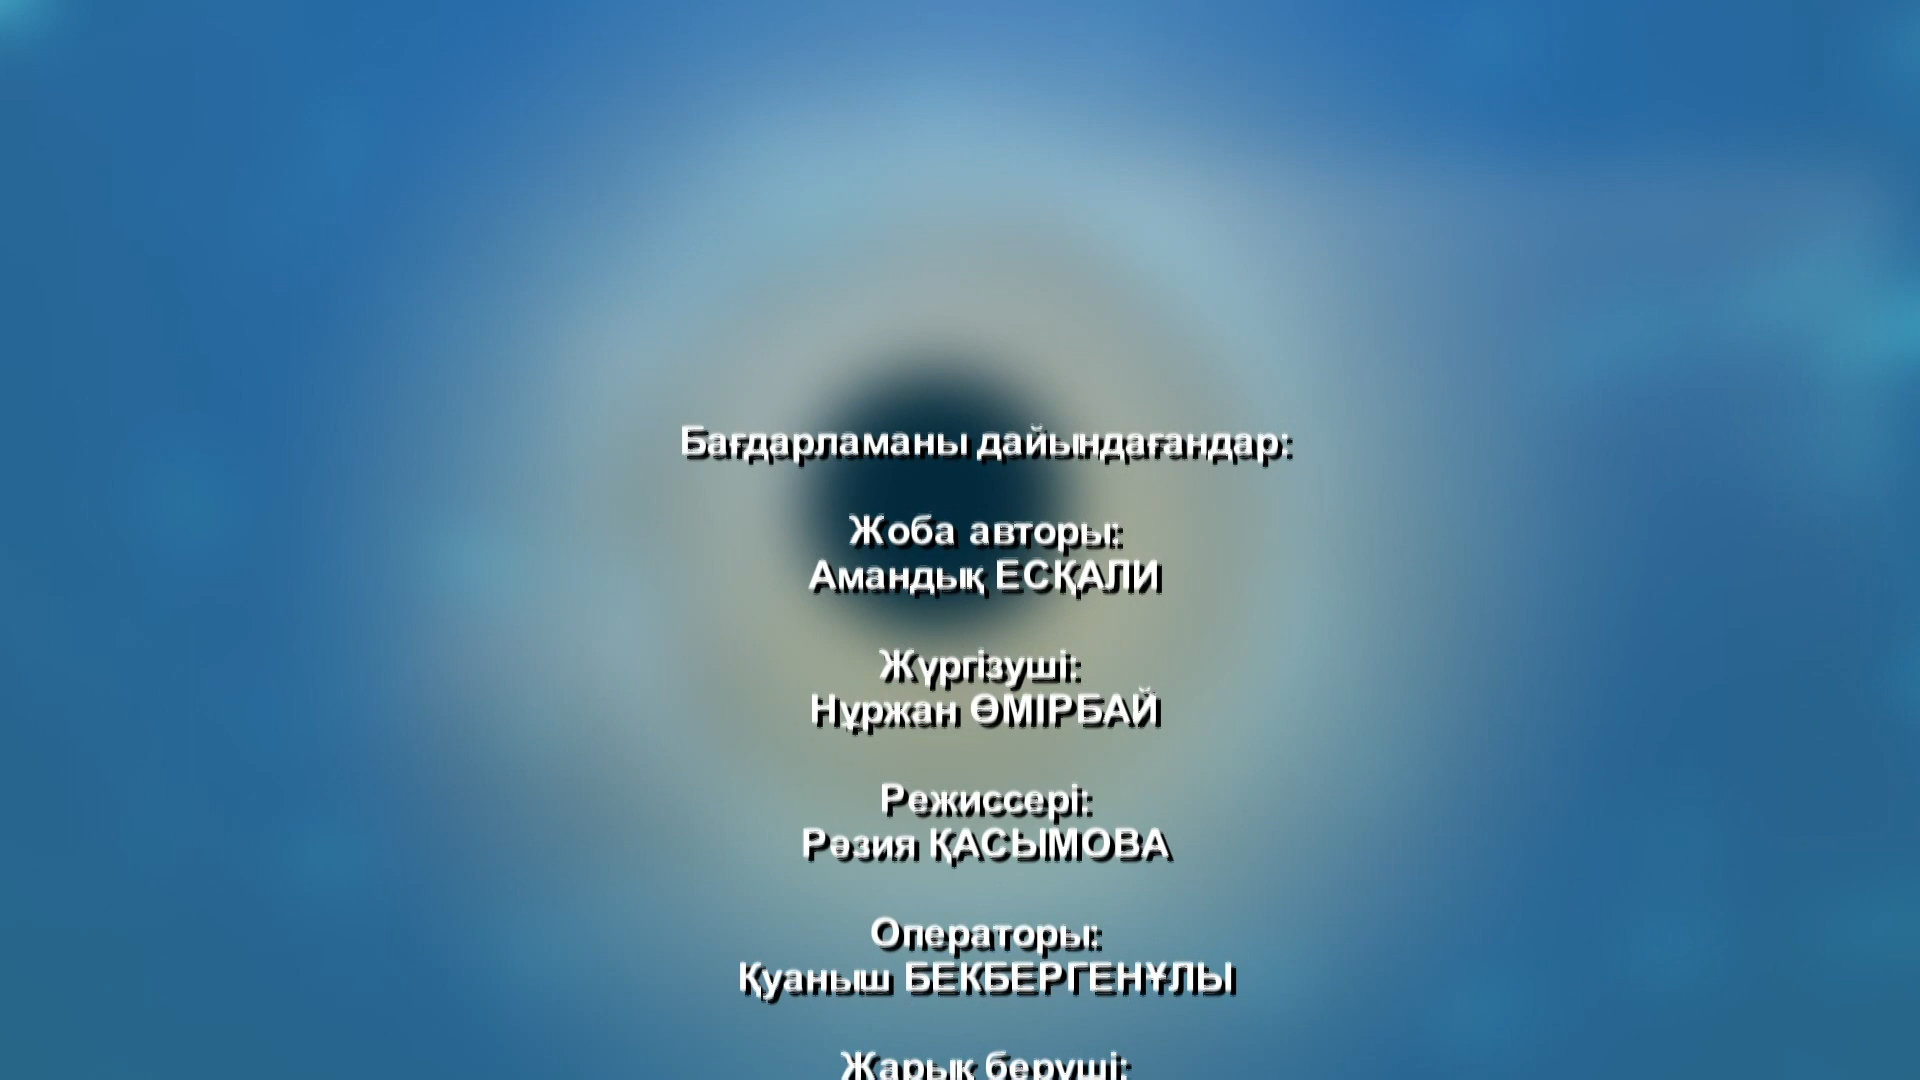 Бағдарламаны дайындағандар:
Жоба авторы:
Амандық ЕСҚАЛИ
Жүргізуші:
Нұржан ӨМІРБАЙ
Режиссері:
Рәзия ҚАСЫМОВА
Операторы:
Қуаныш БЕКБЕРГЕНҰЛЫ
Жарық беруші: